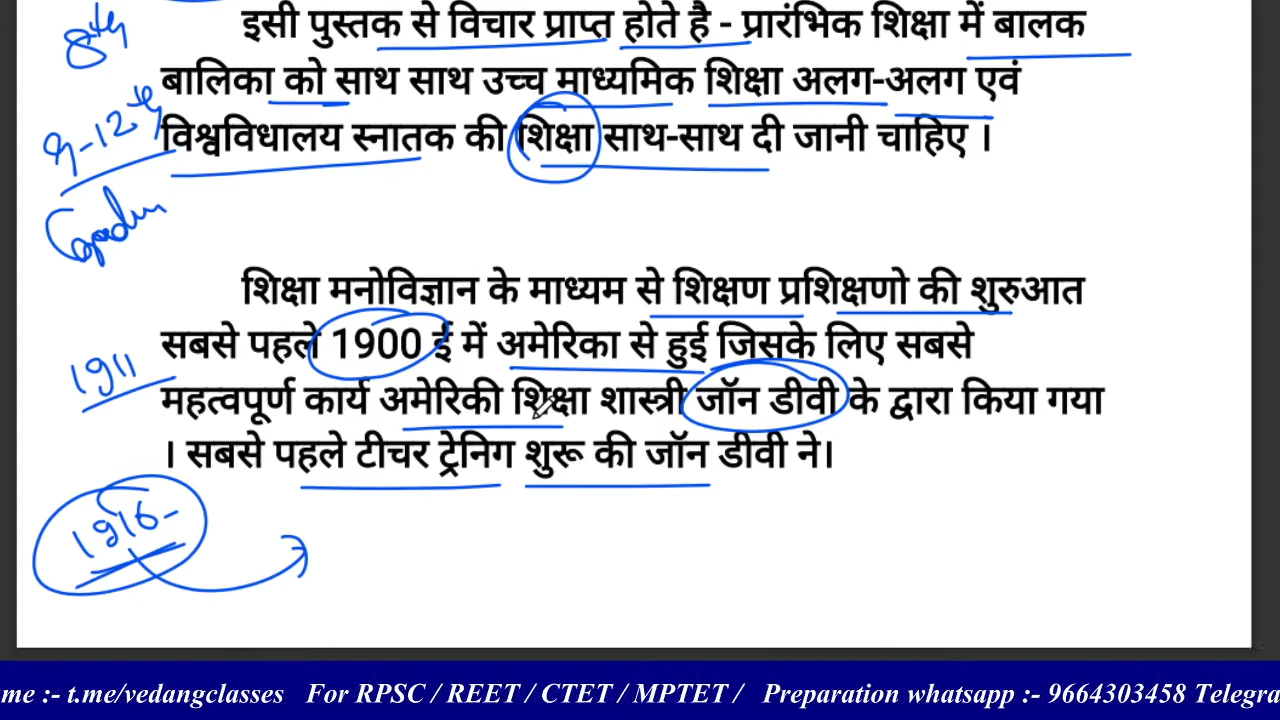 8th
इसी पुस्तक से विचार प्राप्त होते है - प्रारंभिक शिक्षा में बालक
बालिका को साथ साथ उच्च माध्यमिक शिक्षा अलग-अलग एवं
9-12th
विश्वविधालय स्नातक की शिक्षा साथ-साथ दी जानी चाहिए ।
शिक्षा मनोविज्ञान के माध्यम से शिक्षण प्रशिक्षणो की शुरुआत
सबसे पहले 1900 ई में अमेरिका से हुई जिसके लिए सबसे
1911
महत्वपूर्ण कार्य अमेरिकी शिक्षा शास्त्री जॉन डीवी के द्वारा किया गया
। सबसे पहले टीचर ट्रेनिग शुरू की जॉन डीवी ने।
1916-
me :- t.me/vedangclasses For RPSC / REET / CTET / MPTET / Preparation whatsapp :- 9664303458 Telegra